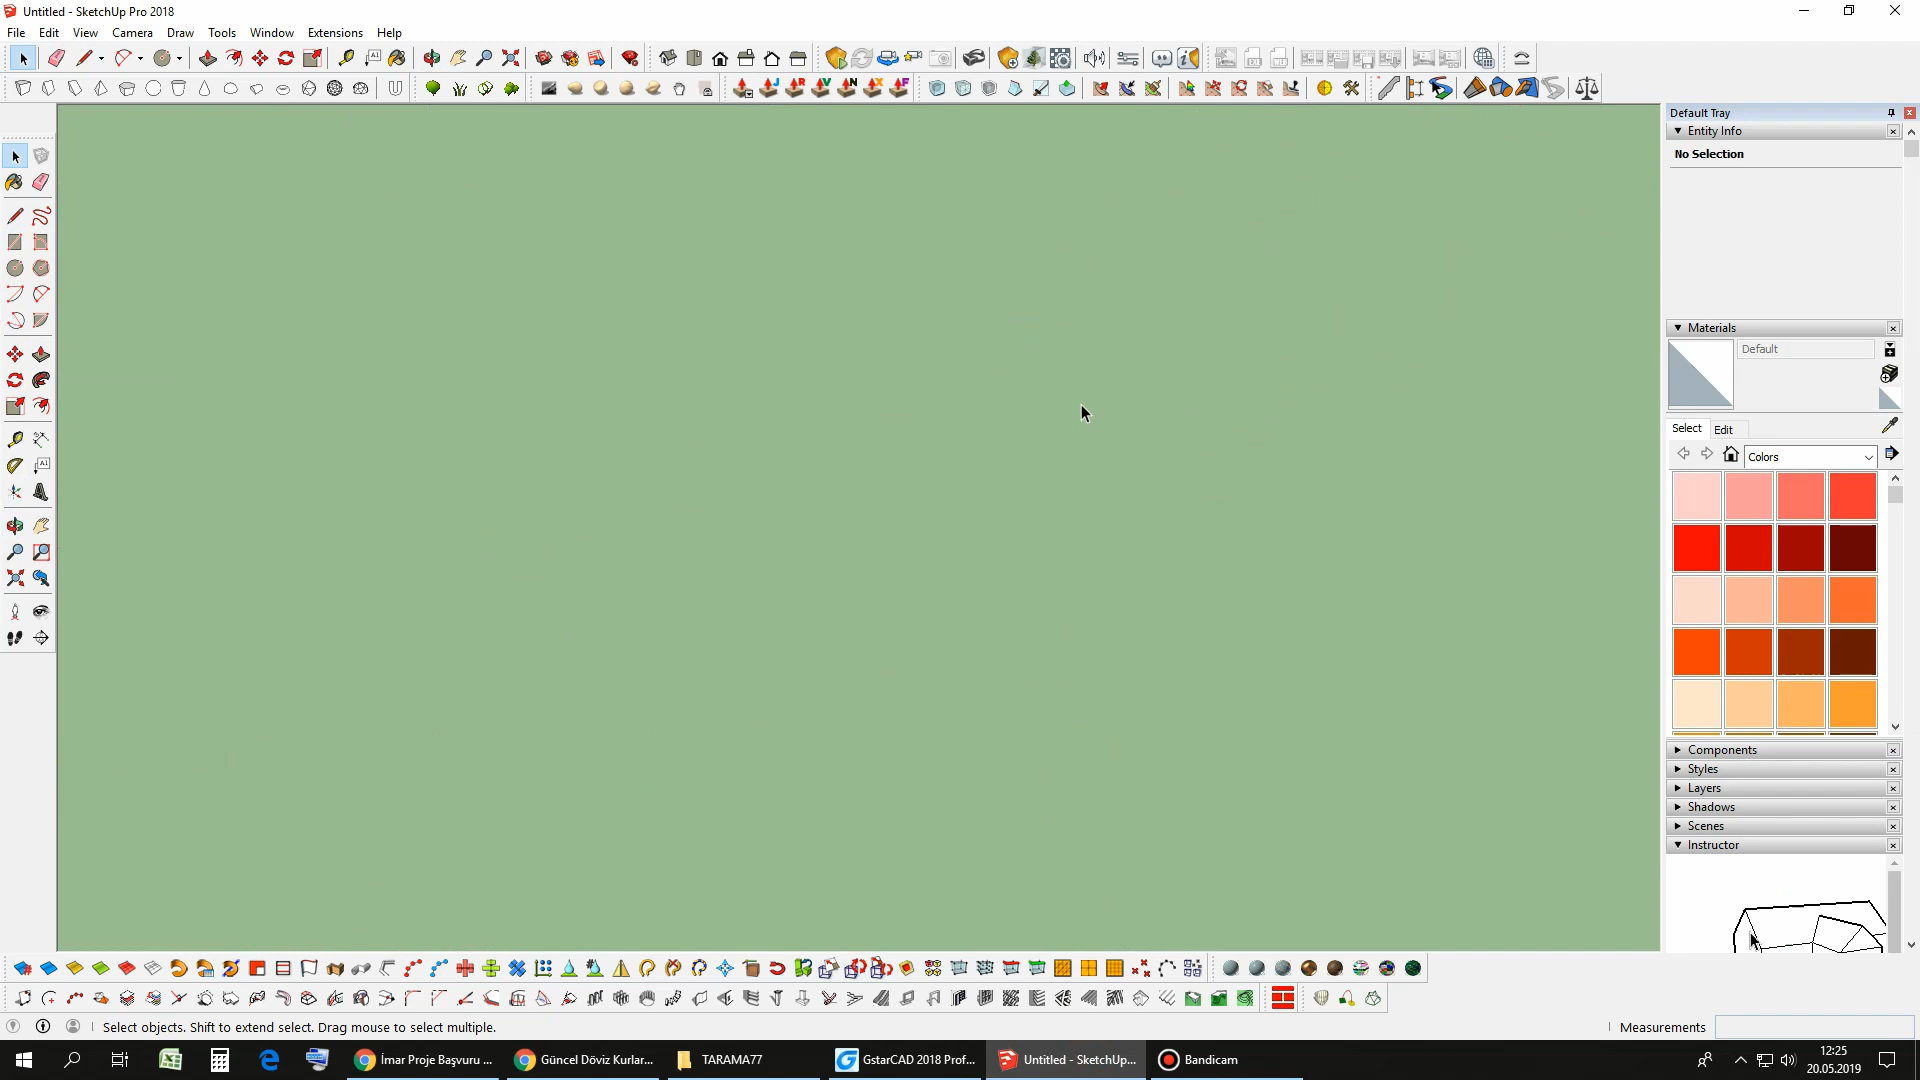 Untitled - SketchUp Pro 2018
File Edit View Camera Draw Tools Window Extensions Help
Default Tray
Entity Info
No Selection
Materials
Default
Select Edit
Colors
Components
Styles
Layers
Shadows
Scenes
Instructor
Select objects. Shift to extend select. Drag mouse to select multiple.
Measurements
İmar Proje Başvuru ...
Güncel Döviz Kurlar...
TARAMA77
GstarCAD 2018 Prof...
Untitled - SketchUp...
Bandicam
12:25
20.05.2019